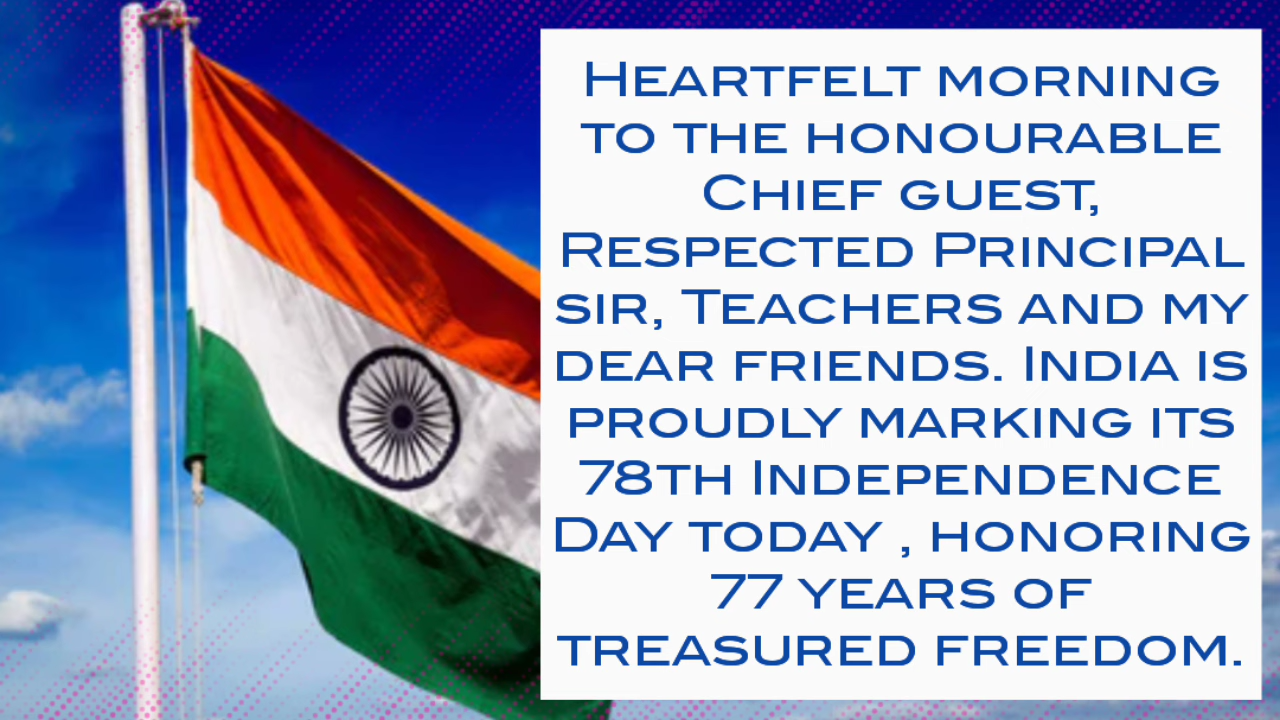 Heartfelt morning
to the honourable
Chief guest,
Respected Principal
sir, Teachers and my
dear friends. India is
proudly marking its
78th Independence
Day today , honoring
77 years of
treasured freedom.